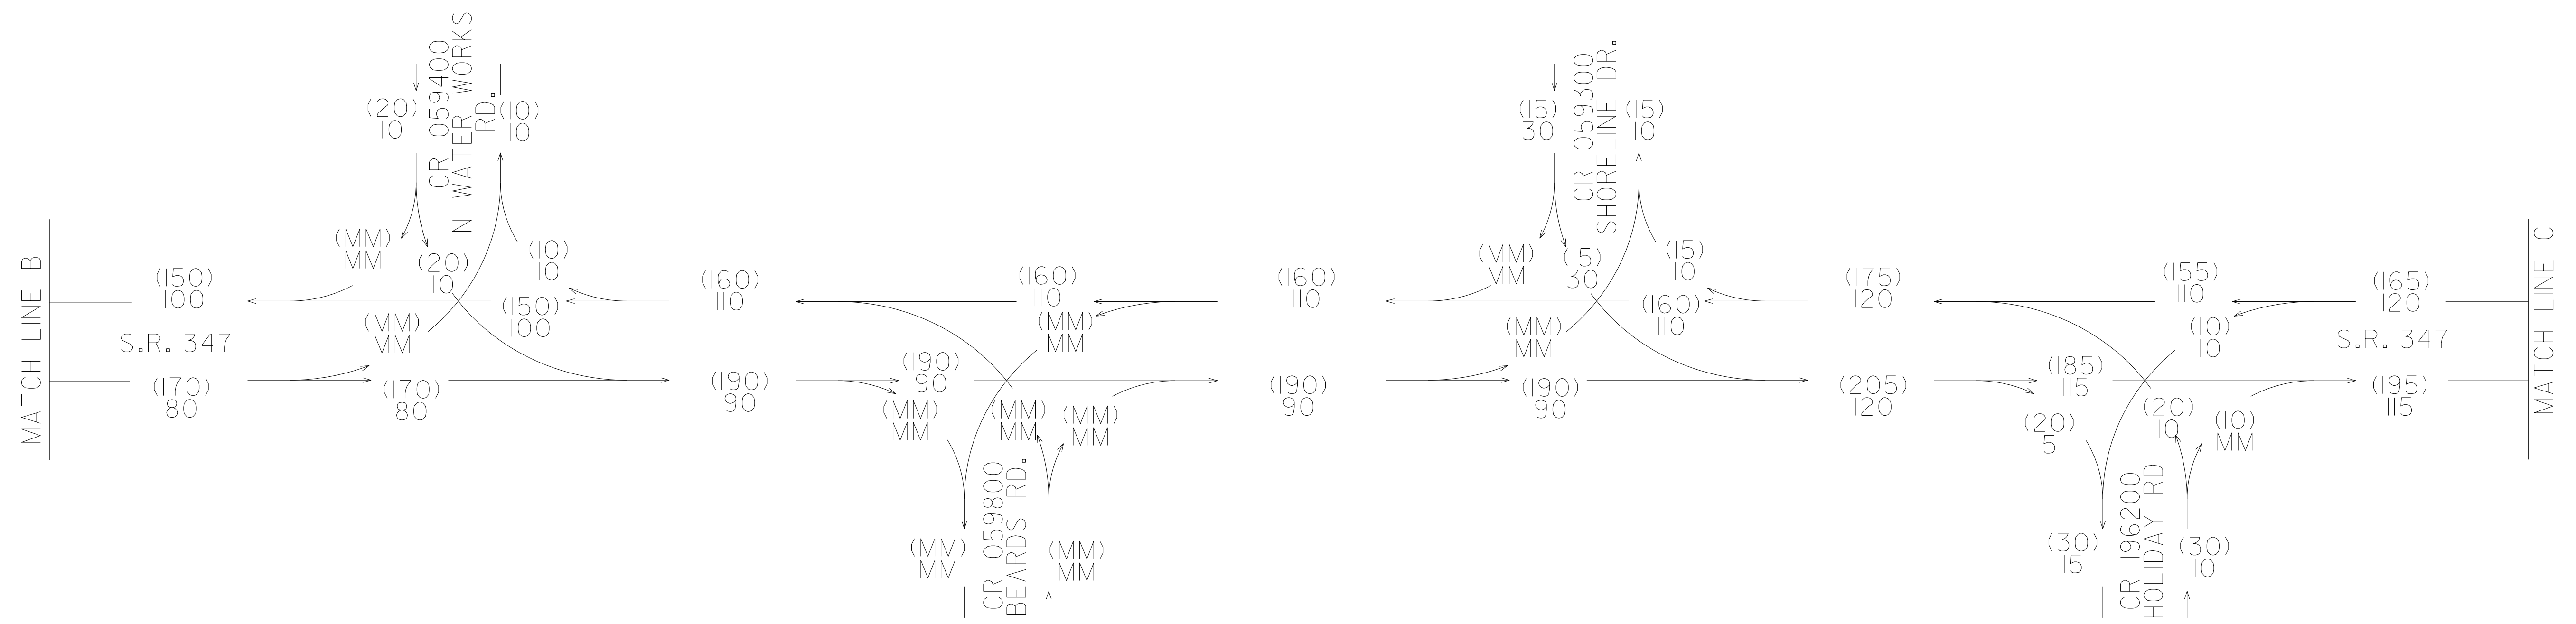 MATCH LINE B
(150)
100
S.R. 347
(170)
80
(20)
10
CR 059400
N WATER WORKS
RD.
(10)
10
(MM)
MM
(20)
10
(10)
10
(150)
100
(MM)
MM
(170)
80
(160)
110
(190)
90
(160)
110
(MM)
MM
(190)
90
(MM)
MM
(MM)
MM
(MM)
MM
CR 059800
BEARDS RD.
(MM)
MM
(MM)
MM
(160)
110
(190)
90
(15)
30
CR 059300
SHORELINE DR.
(15)
10
(MM)
MM
(15)
30
(15)
10
(160)
110
(MM)
MM
(190)
90
(175)
120
(205)
120
(155)
110
(10)
10
(185)
115
(20)
5
(20)
10
(10)
MM
CR 196200
HOLIDAY RD
(30)
15
(30)
10
(165)
120
S.R. 347
(195)
115
MATCH LINE C